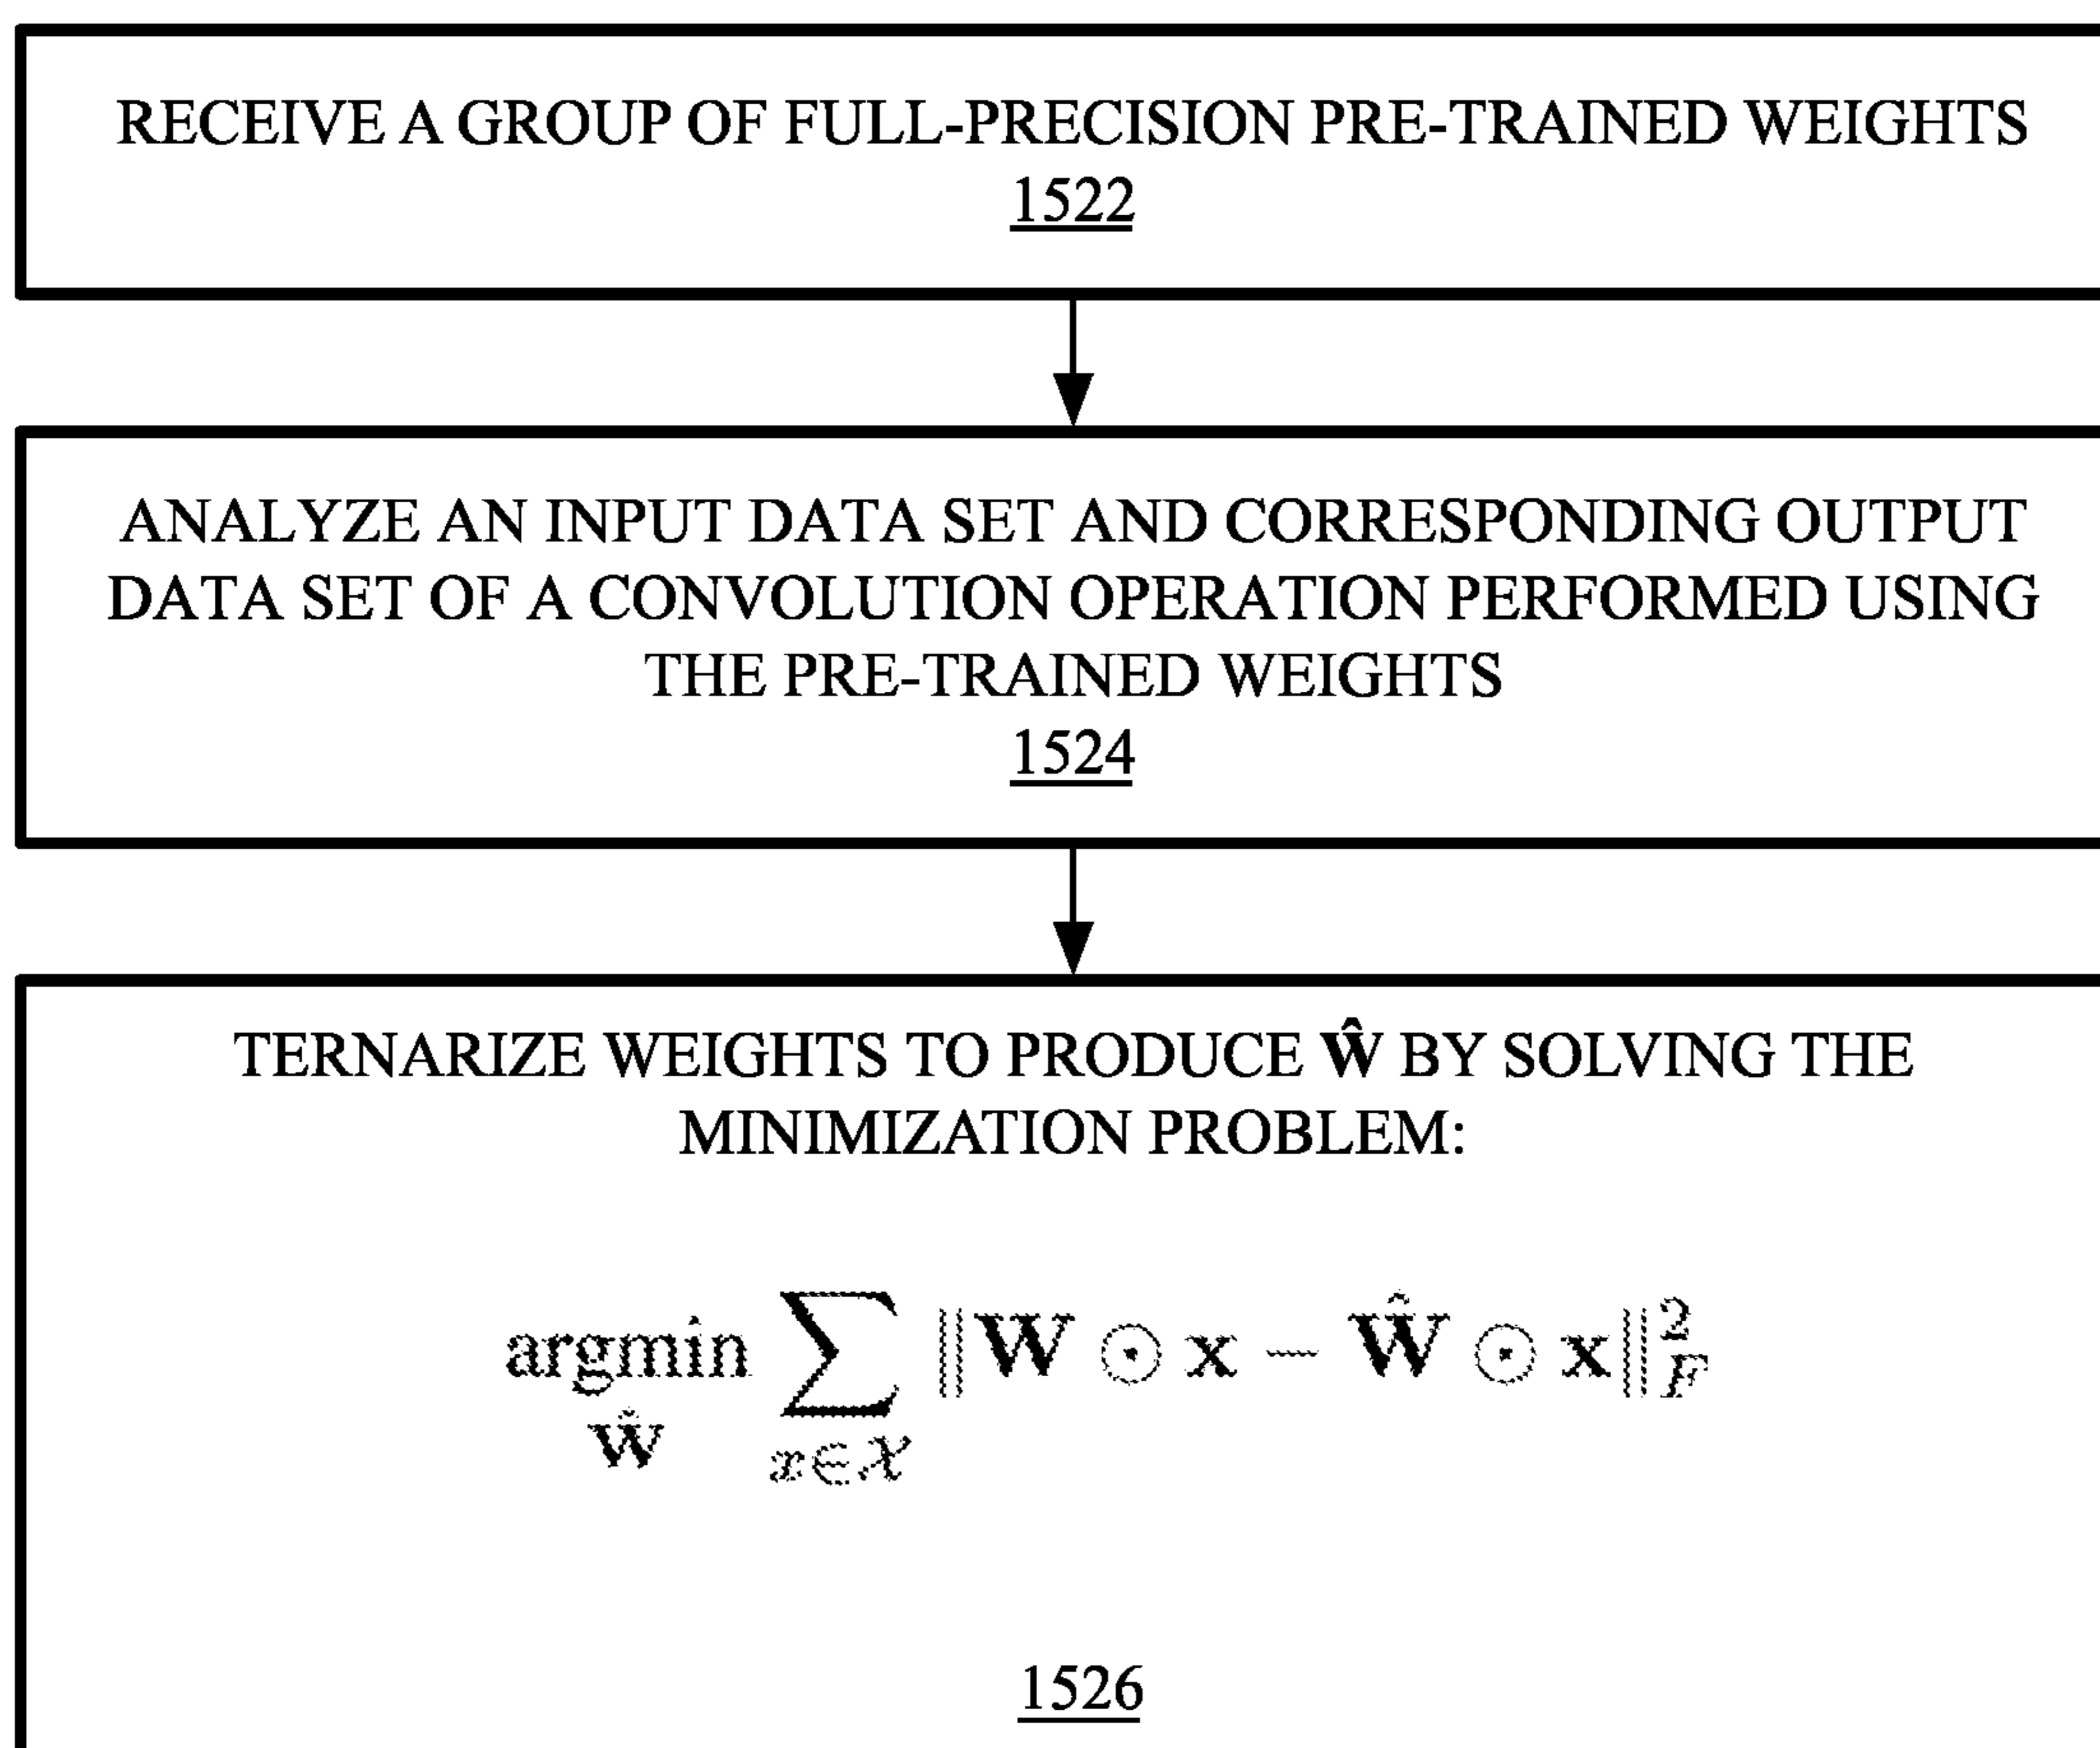 RECEIVE A GROUP OF FULL-PRECISION PRE-TRAINED WEIGHTS
1522
ANALYZE AN INPUT DATA SET AND CORRESPONDING OUTPUT
DATA SET OF A CONVOLUTION OPERATION PERFORMED USING
THE PRE-TRAINED WEIGHTS
1524
TERNARIZE WEIGHTS TO PRODUCE Ŵ BY SOLVING THE
MINIMIZATION PROBLEM:
argmin ∑ ‖W ⊙ x − Ŵ ⊙ x‖²_F
Ŵ x∈X
1526